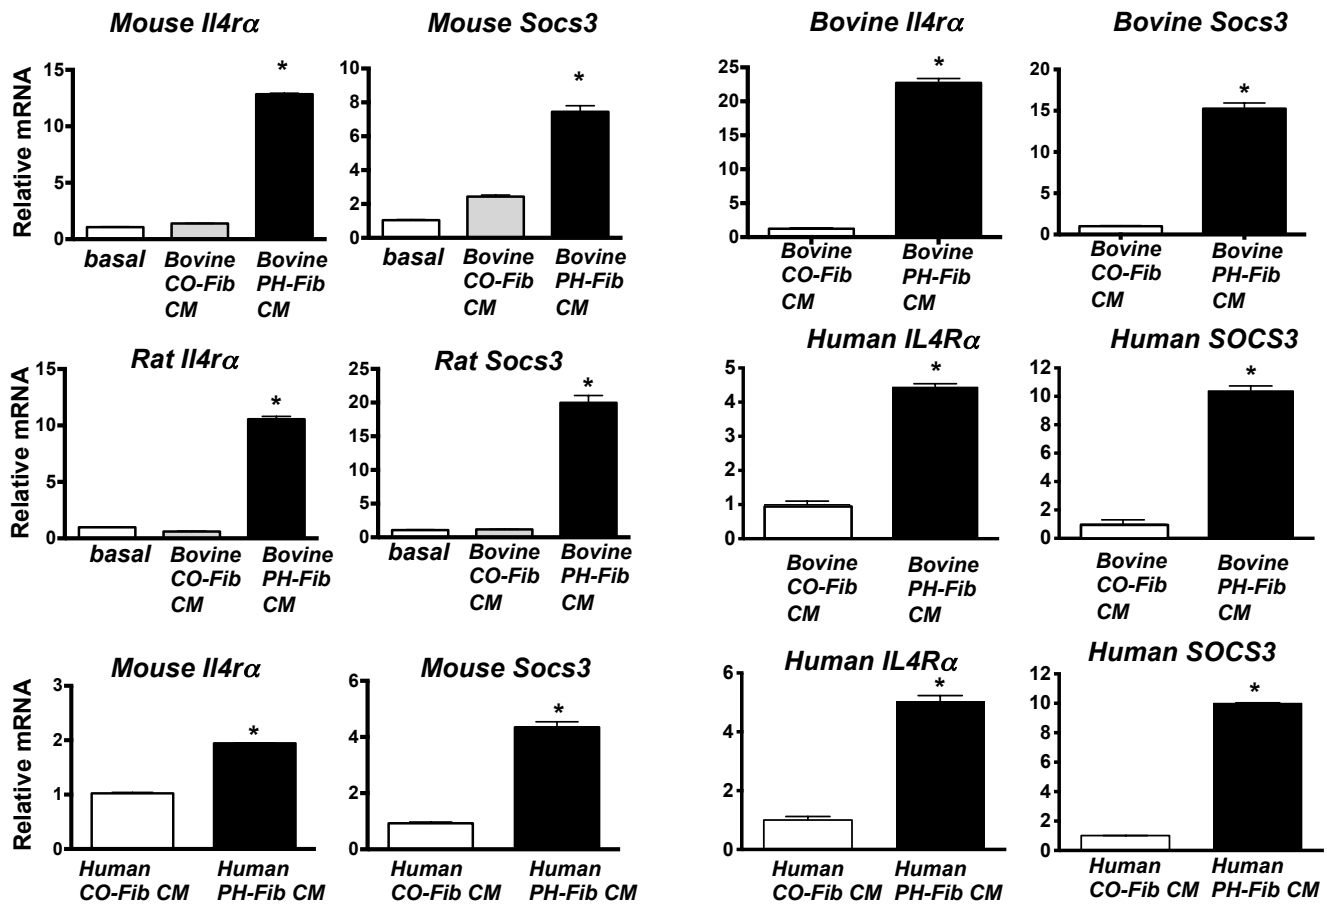 Mouse Il4rα
Mouse Socs3
Bovine Il4rα
Bovine Socs3
Relative mRNA
15
10
5
0
*
basal
Bovine
CO-Fib
CM
Bovine
PH-Fib
CM
10
8
6
4
2
0
*
basal
Bovine
CO-Fib
CM
Bovine
PH-Fib
CM
25
20
15
10
5
0
*
Bovine
CO-Fib
CM
Bovine
PH-Fib
CM
20
15
10
5
0
*
Bovine
CO-Fib
CM
Bovine
PH-Fib
CM
Rat Il4rα
Rat Socs3
Human IL4Rα
Human SOCS3
Relative mRNA
15
10
5
0
*
basal
Bovine
CO-Fib
CM
Bovine
PH-Fib
CM
25
20
15
10
5
0
*
basal
Bovine
CO-Fib
CM
Bovine
PH-Fib
CM
5
4
3
2
1
0
*
Bovine
CO-Fib
CM
Bovine
PH-Fib
CM
12
10
8
6
4
2
0
*
Bovine
CO-Fib
CM
Bovine
PH-Fib
CM
Mouse Il4rα
Mouse Socs3
Human IL4Rα
Human SOCS3
Relative mRNA
3
2
1
0
*
Human
CO-Fib CM
Human
PH-Fib CM
6
4
2
0
*
Human
CO-Fib CM
Human
PH-Fib CM
6
4
2
0
*
Human
CO-Fib CM
Human
PH-Fib CM
12
10
8
6
4
2
0
*
Human
CO-Fib CM
Human
PH-Fib CM